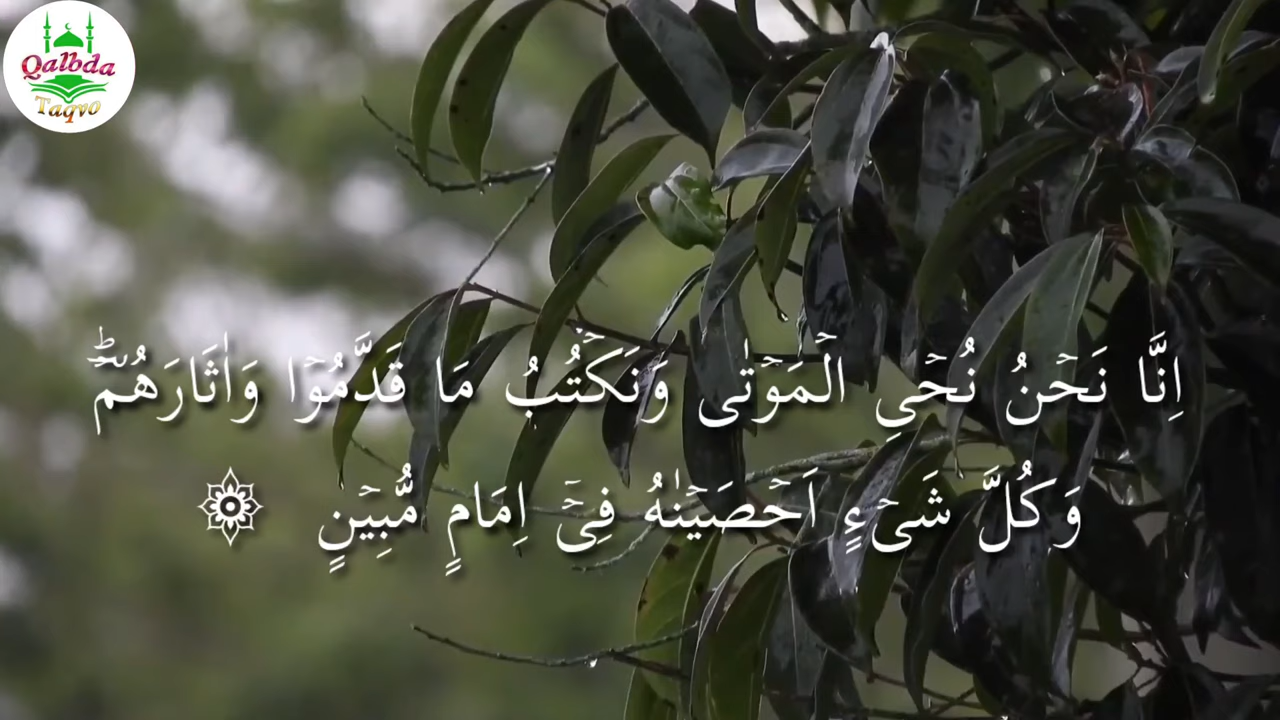 Qalbda
Taqvo
اِنَّا نَحۡنُ نُحۡىِ الۡمَوۡتٰى وَنَكۡتُبُ مَا قَدَّمُوۡا وَاٰثَارَهُمۡ ؕ
وَكُلَّ شَىۡءٍ اَحۡصَيۡنٰهُ فِىۡۤ اِمَامٍ مُّبِيۡنٍ